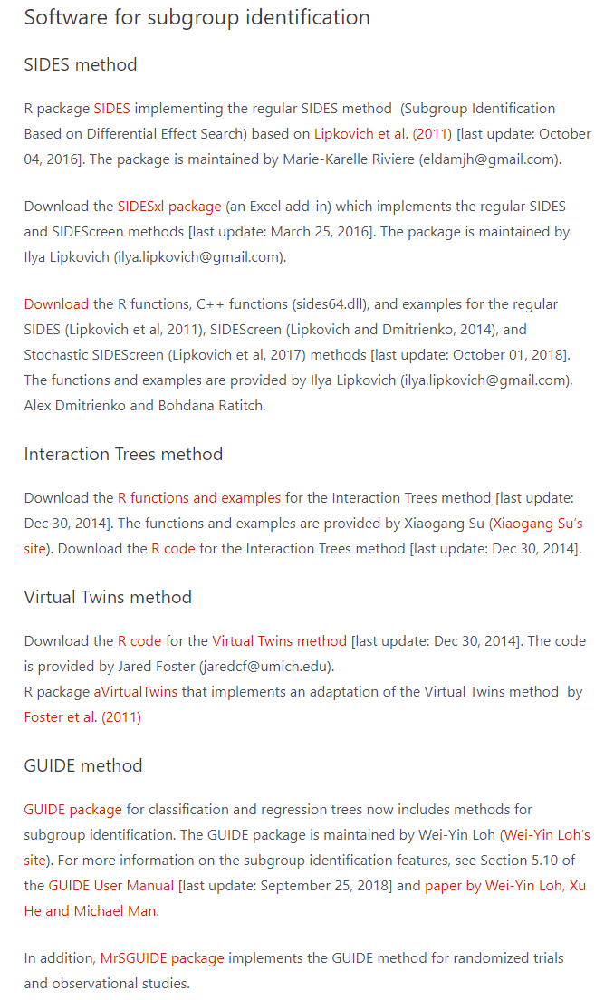 Software for subgroup identification
SIDES method
R package SIDES implementing the regular SIDES method  (Subgroup Identification
Based on Differential Effect Search) based on Lipkovich et al. (2011) [last update: October
04, 2016]. The package is maintained by Marie-Karelle Riviere (eldamjh@gmail.com).
Download the SIDESxl package (an Excel add-in) which implements the regular SIDES
and SIDEScreen methods [last update: March 25, 2016]. The package is maintained by
Ilya Lipkovich (ilya.lipkovich@gmail.com).
Download the R functions, C++ functions (sides64.dll), and examples for the regular
SIDES (Lipkovich et al, 2011), SIDEScreen (Lipkovich and Dmitrienko, 2014), and
Stochastic SIDEScreen (Lipkovich et al, 2017) methods [last update: October 01, 2018].
The functions and examples are provided by Ilya Lipkovich (ilya.lipkovich@gmail.com),
Alex Dmitrienko and Bohdana Ratitch.
Interaction Trees method
Download the R functions and examples for the Interaction Trees method [last update:
Dec 30, 2014]. The functions and examples are provided by Xiaogang Su (Xiaogang Su's
site). Download the R code for the Interaction Trees method [last update: Dec 30, 2014].
Virtual Twins method
Download the R code for the Virtual Twins method [last update: Dec 30, 2014]. The code
is provided by Jared Foster (jaredcf@umich.edu).
R package aVirtualTwins that implements an adaptation of the Virtual Twins method  by
Foster et al. (2011)
GUIDE method
GUIDE package for classification and regression trees now includes methods for
subgroup identification. The GUIDE package is maintained by Wei-Yin Loh (Wei-Yin Loh's
site). For more information on the subgroup identification features, see Section 5.10 of
the GUIDE User Manual [last update: September 25, 2018] and paper by Wei-Yin Loh, Xu
He and Michael Man.
In addition, MrSGUIDE package implements the GUIDE method for randomized trials
and observational studies.